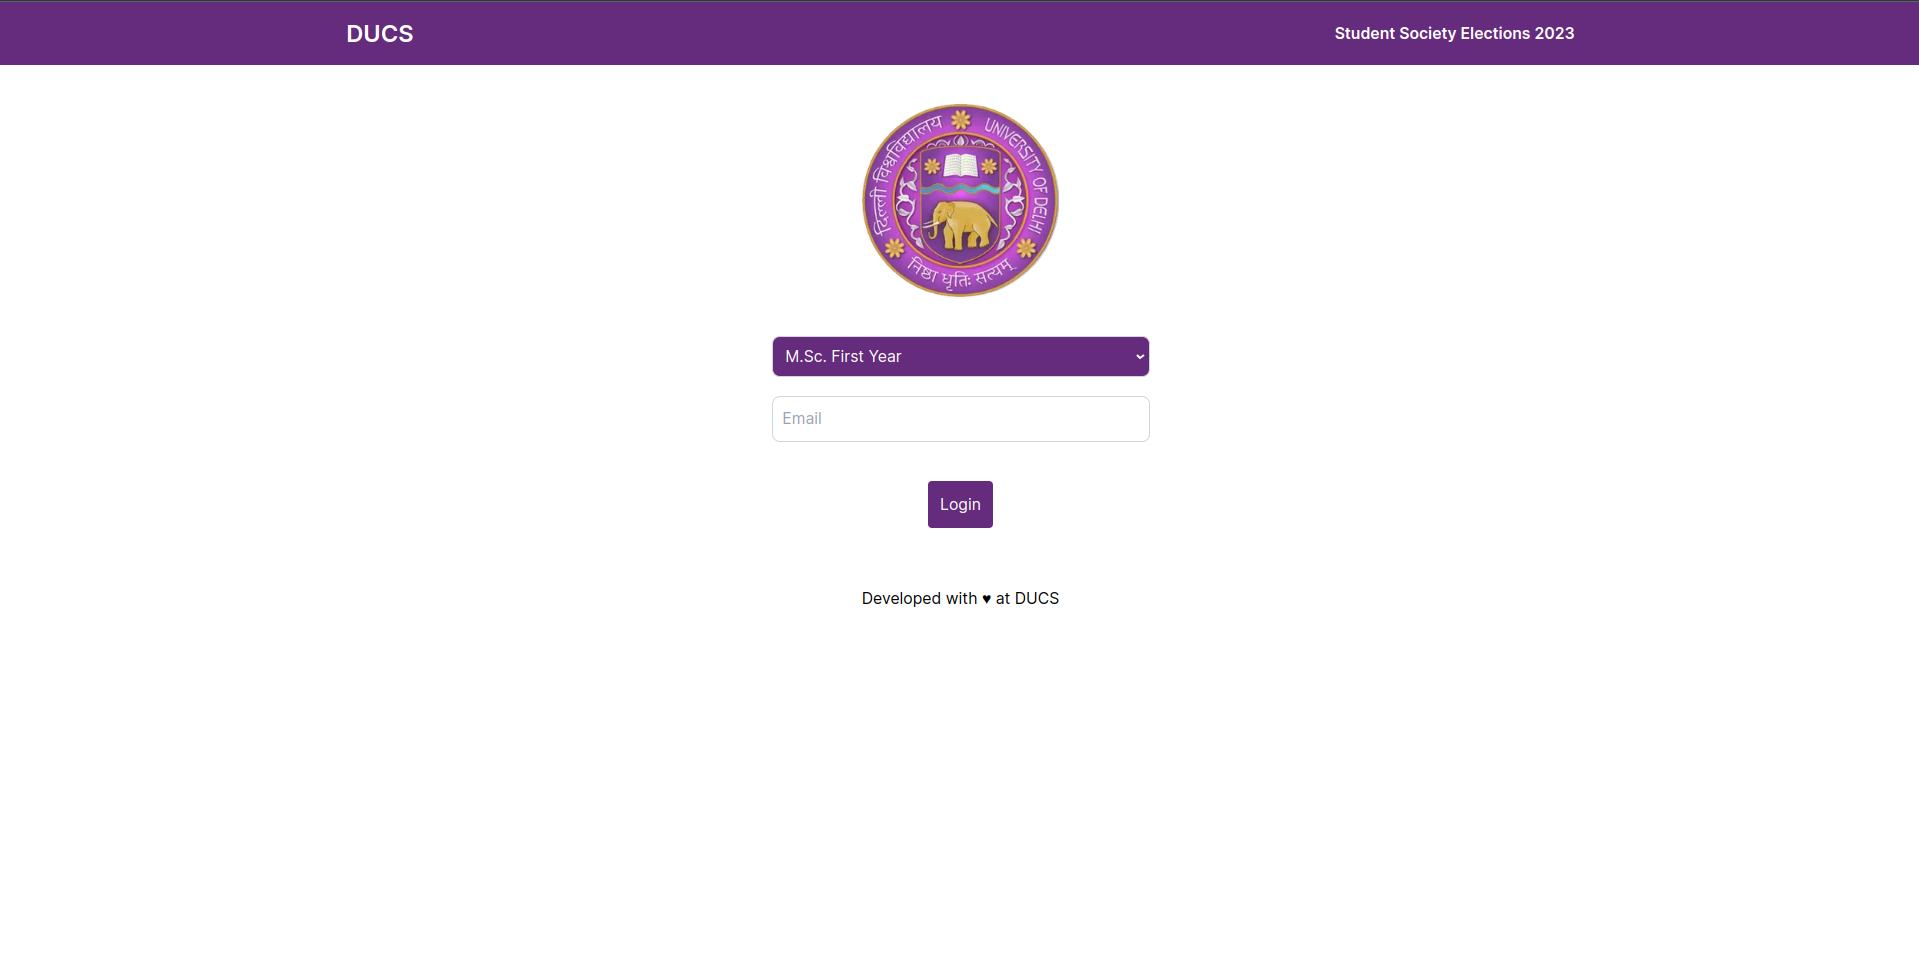 DUCS
Student Society Elections 2023
दिल्ली विश्वविद्यालय
UNIVERSITY OF DELHI
निष्ठा धृतिः सत्यम्
M.Sc. First Year
Email
Login
Developed with ♥ at DUCS